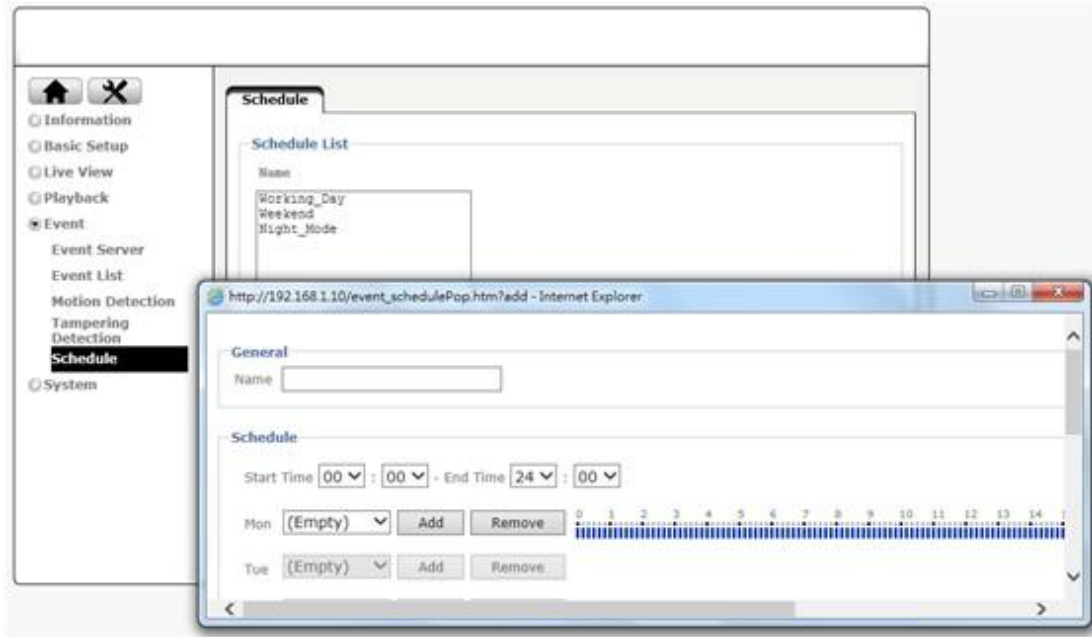 Schedule
Information
Basic Setup
Schedule List
Live View
Name
Playback
Working_Day
Weekend
Night_Mode
Event
Event Server
Event List
Motion Detection
Tampering
Detection
Schedule
System
http://192.168.1.10/event_schedulePop.htm?add - Internet Explorer
General
Name
Schedule
Start Time 00 : 00 - End Time 24 : 00
0 1 2 3 4 5 6 7 8 9 10 11 12 13 14
Mon (Empty) Add Remove
Tue (Empty) Add Remove